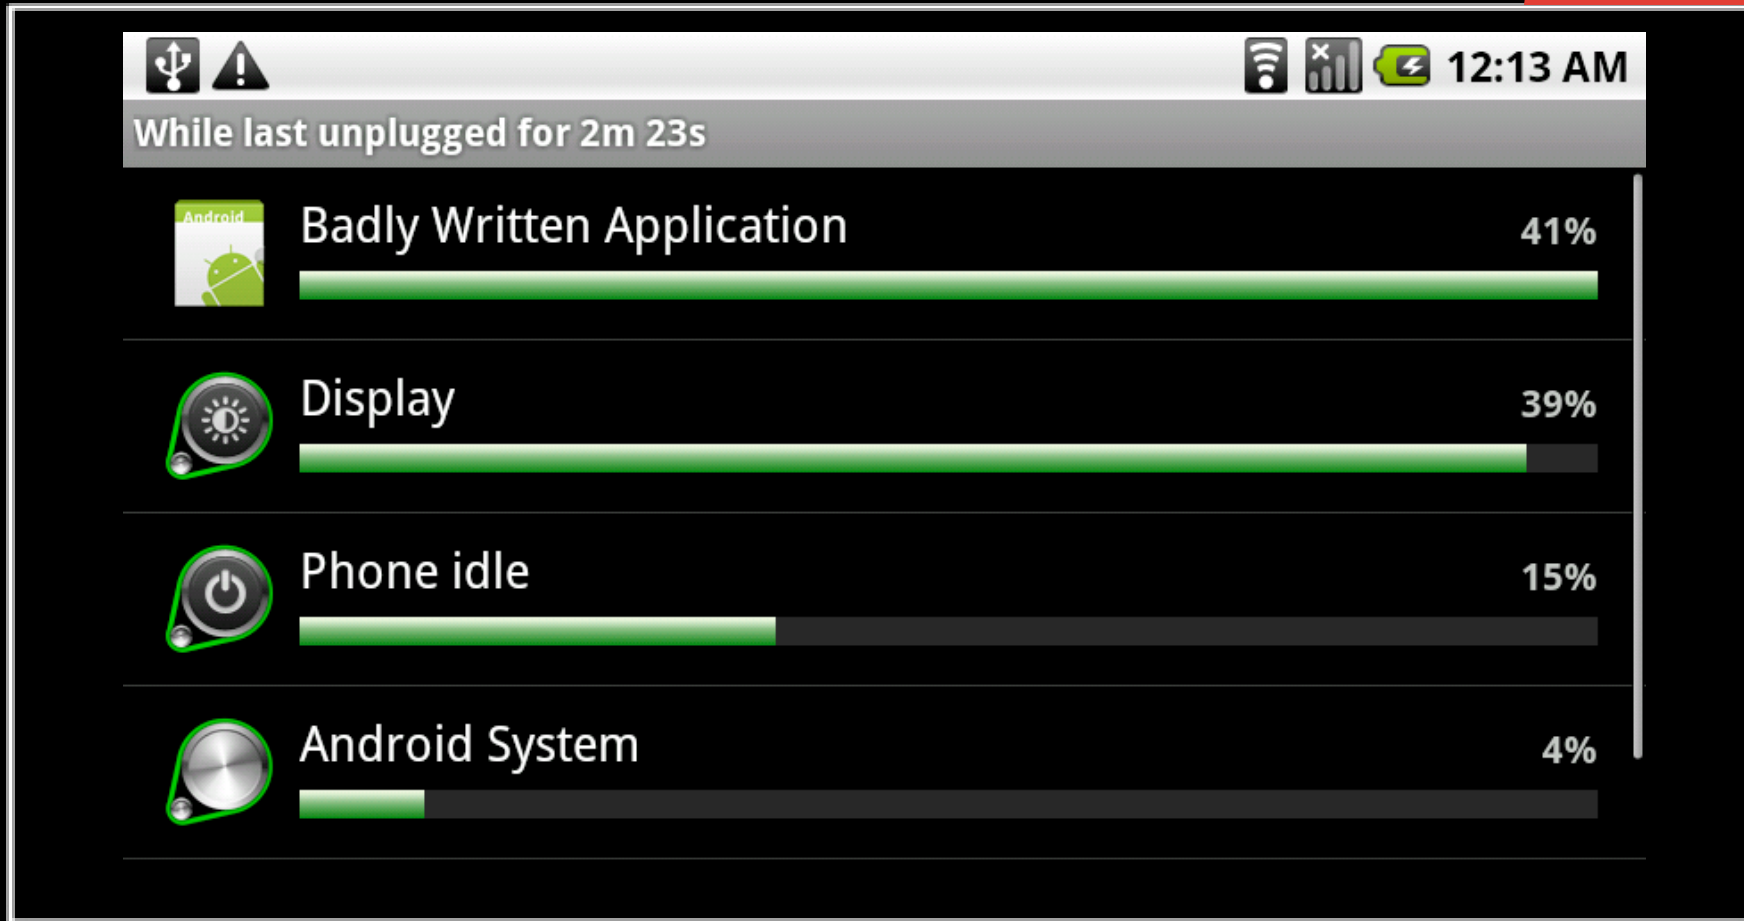 12:13 AM
While last unplugged for 2m 23s
Android
Badly Written Application
41%
Display
39%
Phone idle
15%
Android System
4%